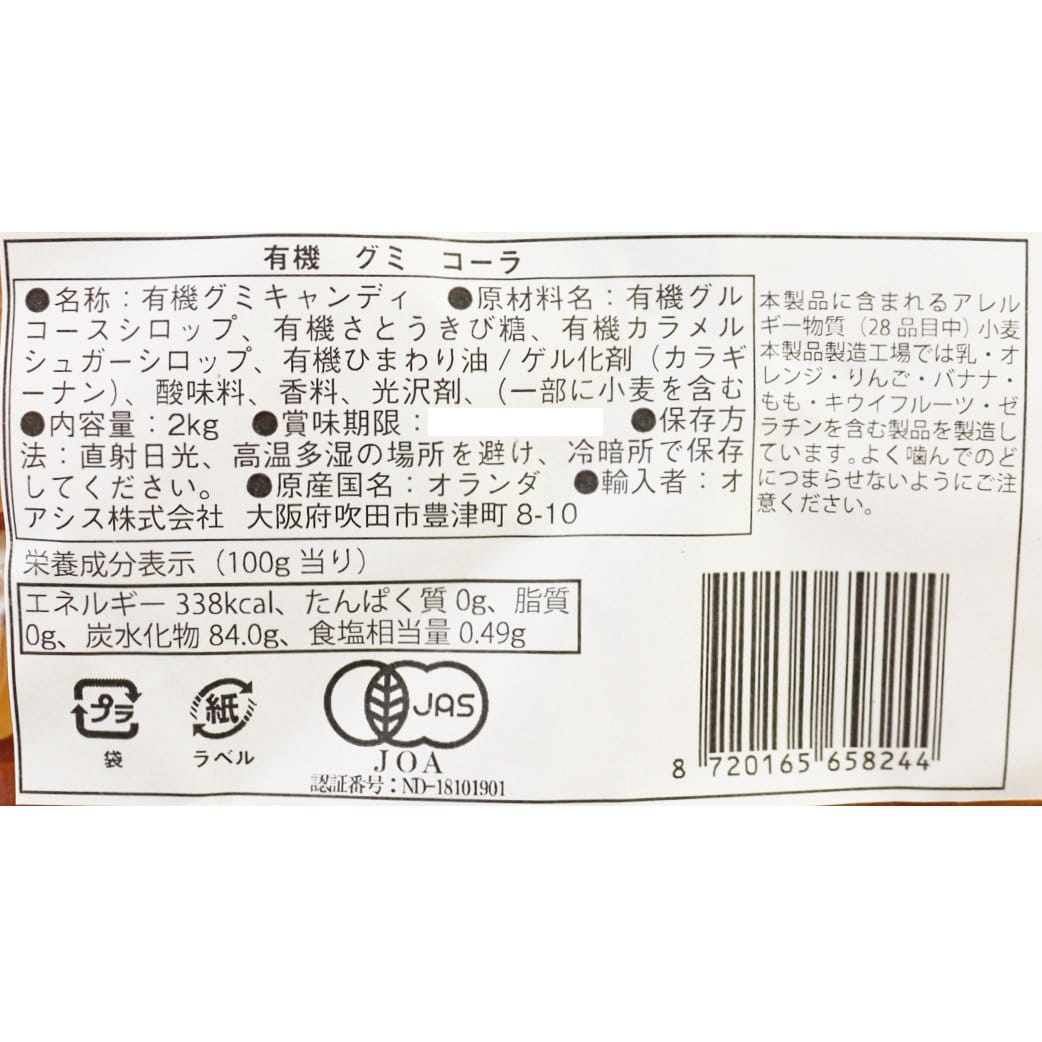 有機 グミ コーラ
●名称：有機グミキャンディ ●原材料名：有機グル
コースシロップ、有機さとうきび糖、有機カラメル
シュガーシロップ、有機ひまわり油/ゲル化剤（カラギ
ーナン）、酸味料、香料、光沢剤、（一部に小麦を含む
●内容量：2kg ●賞味期限： ●保存方
法：直射日光、高温多湿の場所を避け、冷暗所で保存
してください。 ●原産国名：オランダ ●輸入者：オ
アシス株式会社 大阪府吹田市豊津町 8-10
本製品に含まれるアレル
ギー物質（28品目中）小麦
本製品製造工場では乳・オ
レンジ・りんご・バナナ・
もも・キウイフルーツ・ゼ
ラチンを含む製品を製造し
ています。よく噛んでのど
につまらせないようにご注
意ください。
栄養成分表示（100g 当り）
エネルギー 338kcal、たんぱく質 0g、脂質
0g、炭水化物 84.0g、食塩相当量 0.49g
プラ
袋
紙
ラベル
JAS
JOA
認証番号：ND-18101901
8 720165 658244